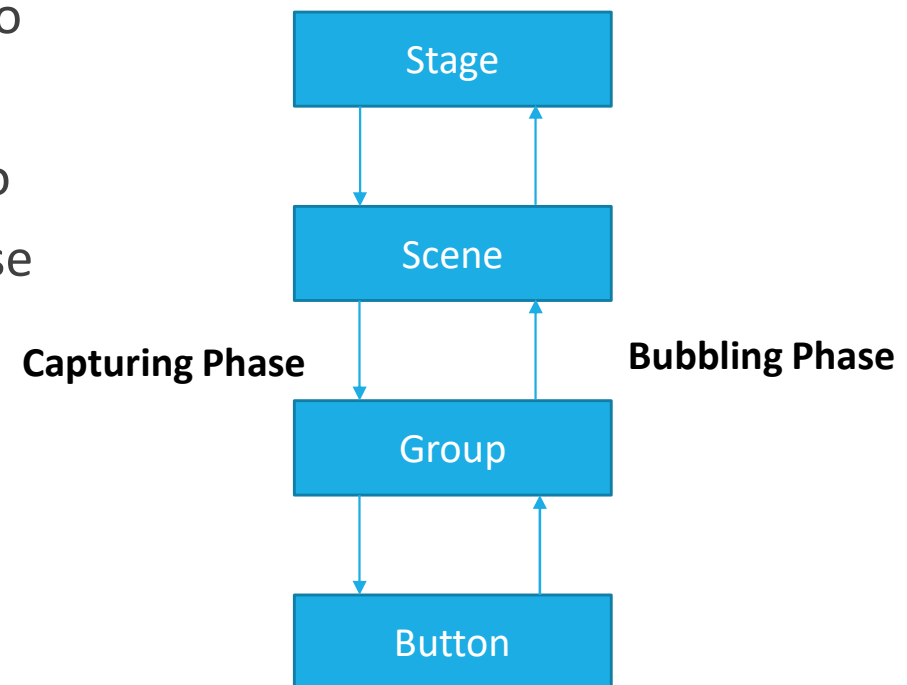 Stage
Scene
Capturing Phase
Bubbling Phase
Group
Button